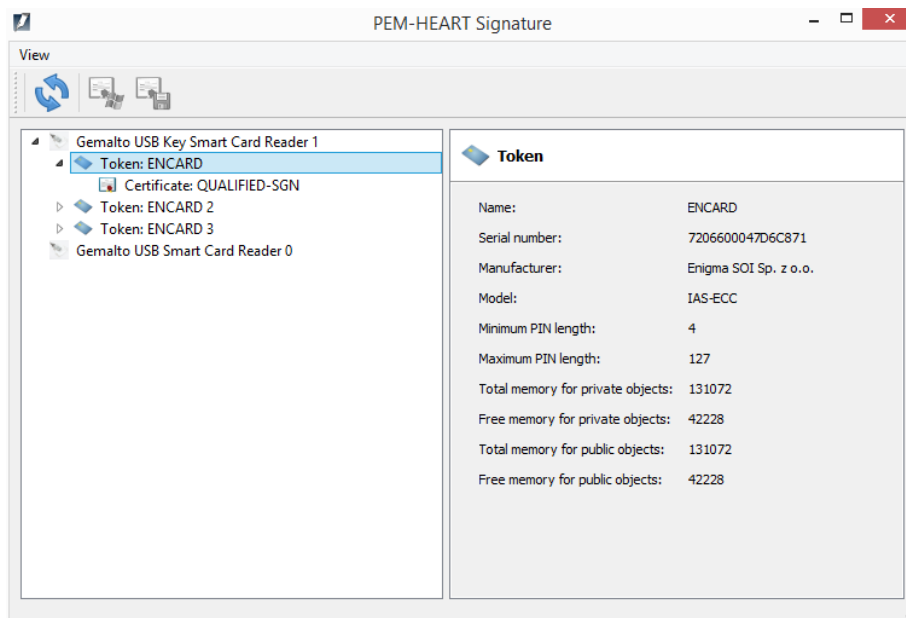 PEM-HEART Signature
View
Gemalto USB Key Smart Card Reader 1
Token: ENCARD
Certificate: QUALIFIED-SGN
Token: ENCARD 2
Token: ENCARD 3
Gemalto USB Smart Card Reader 0
Token
Name: ENCARD
Serial number: 7206600047D6C871
Manufacturer: Enigma SOI Sp. z o.o.
Model: IAS-ECC
Minimum PIN length: 4
Maximum PIN length: 127
Total memory for private objects: 131072
Free memory for private objects: 42228
Total memory for public objects: 131072
Free memory for public objects: 42228